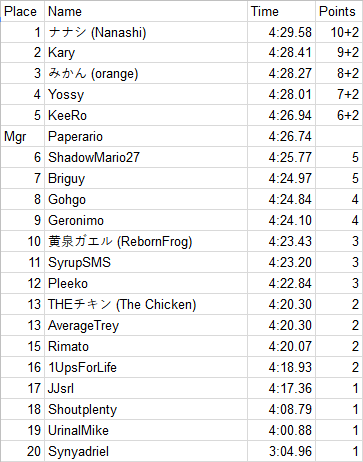 Place Name Time Points
1 ナナシ (Nanashi) 4:29.58 10+2
2 Kary 4:28.41 9+2
3 みかん (orange) 4:28.27 8+2
4 Yossy 4:28.01 7+2
5 KeeRo 4:26.94 6+2
Mgr Paperario 4:26.74
6 ShadowMario27 4:25.77 5
7 Briguy 4:24.97 5
8 Gohgo 4:24.84 4
9 Geronimo 4:24.10 4
10 黄泉ガエル (RebornFrog) 4:23.43 3
11 SyrupSMS 4:23.20 3
12 Pleeko 4:22.84 3
13 THEチキン (The Chicken) 4:20.30 2
13 AverageTrey 4:20.30 2
15 Rimato 4:20.07 2
16 1UpsForLife 4:18.93 2
17 JJsrl 4:17.36 1
18 Shoutplenty 4:08.79 1
19 UrinalMike 4:00.88 1
20 Synyadriel 3:04.96 1